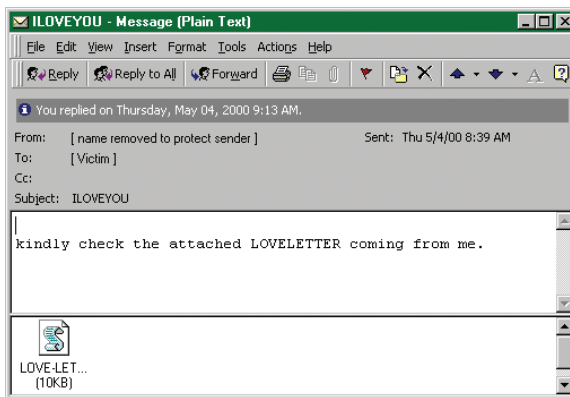 ILOVEYOU - Message (Plain Text)
File Edit View Insert Format Tools Actions Help
Reply Reply to All Forward A
You replied on Thursday, May 04, 2000 9:13 AM.
From: [ name removed to protect sender ] Sent: Thu 5/4/00 8:39 AM
To: [ Victim ]
Cc:
Subject: ILOVEYOU
kindly check the attached LOVELETTER coming from me.
LOVE-LET...
(10KB)